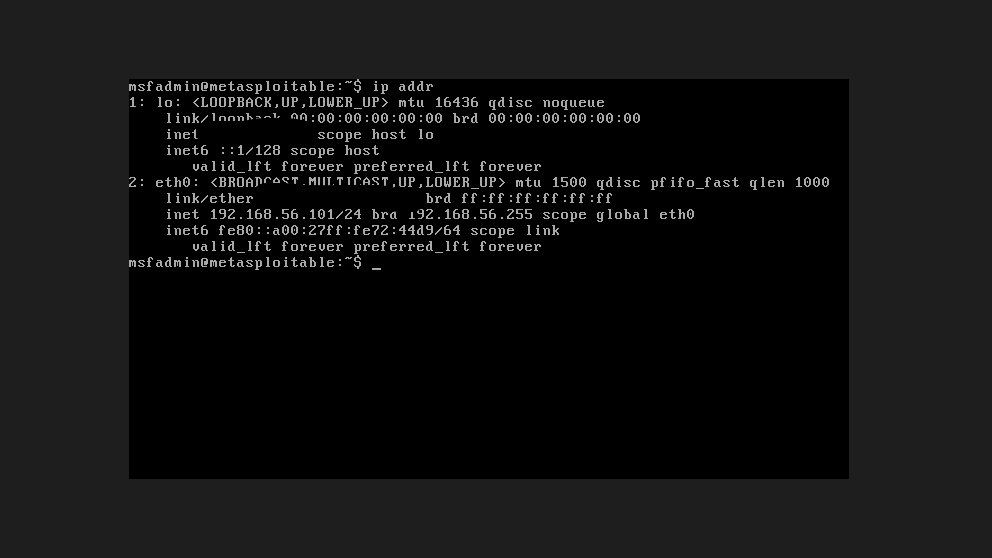 msfadmin@metasploitable:~$ ip addr
1: lo: <LOOPBACK,UP,LOWER_UP> mtu 16436 qdisc noqueue
link/loopback 00:00:00:00:00:00 brd 00:00:00:00:00:00
inet scope host lo
inet6 ::1/128 scope host
valid_lft forever preferred_lft forever
2: eth0: <BROADCAST,MULTICAST,UP,LOWER_UP> mtu 1500 qdisc pfifo_fast qlen 1000
link/ether brd ff:ff:ff:ff:ff:ff
inet 192.168.56.101/24 brd 192.168.56.255 scope global eth0
inet6 fe80::a00:27ff:fe72:44d9/64 scope link
valid_lft forever preferred_lft forever
msfadmin@metasploitable:~$ _